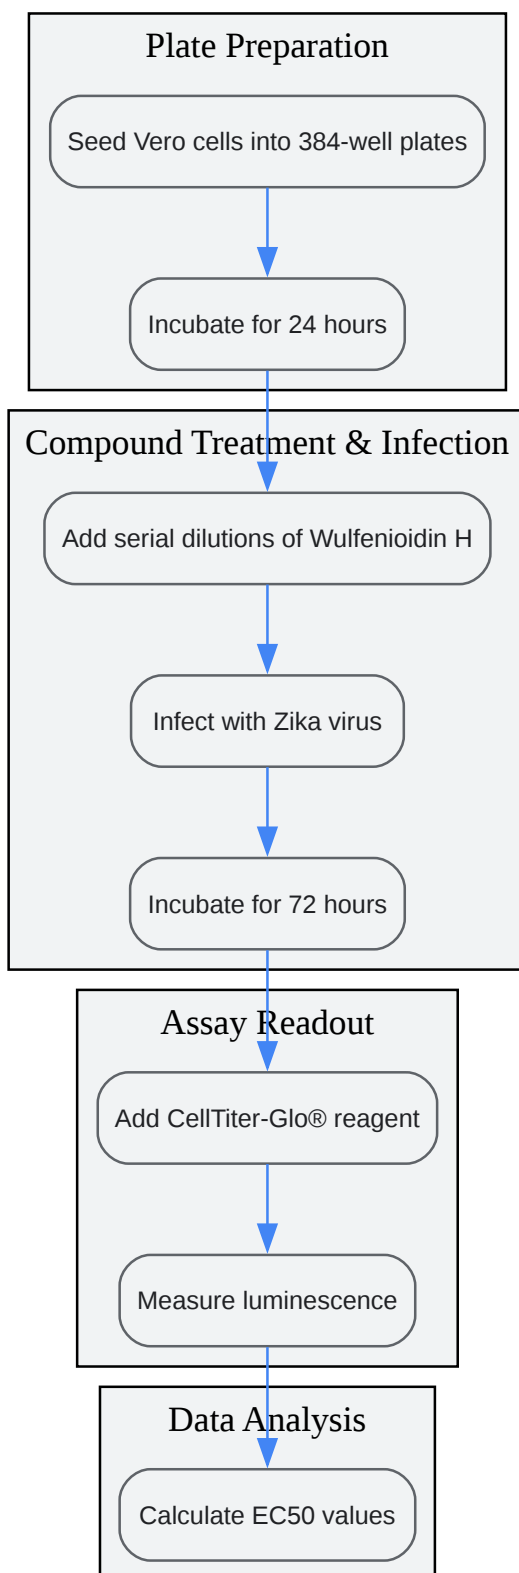 Plate Preparation
Seed Vero cells into 384-well plates
Incubate for 24 hours
Compound Treatment & Infection
Add serial dilutions of Wulfenioidin H
Infect with Zika virus
Incubate for 72 hours
Assay Readout
Add CellTiter-Glo® reagent
Measure luminescence
Data Analysis
Calculate EC50 values